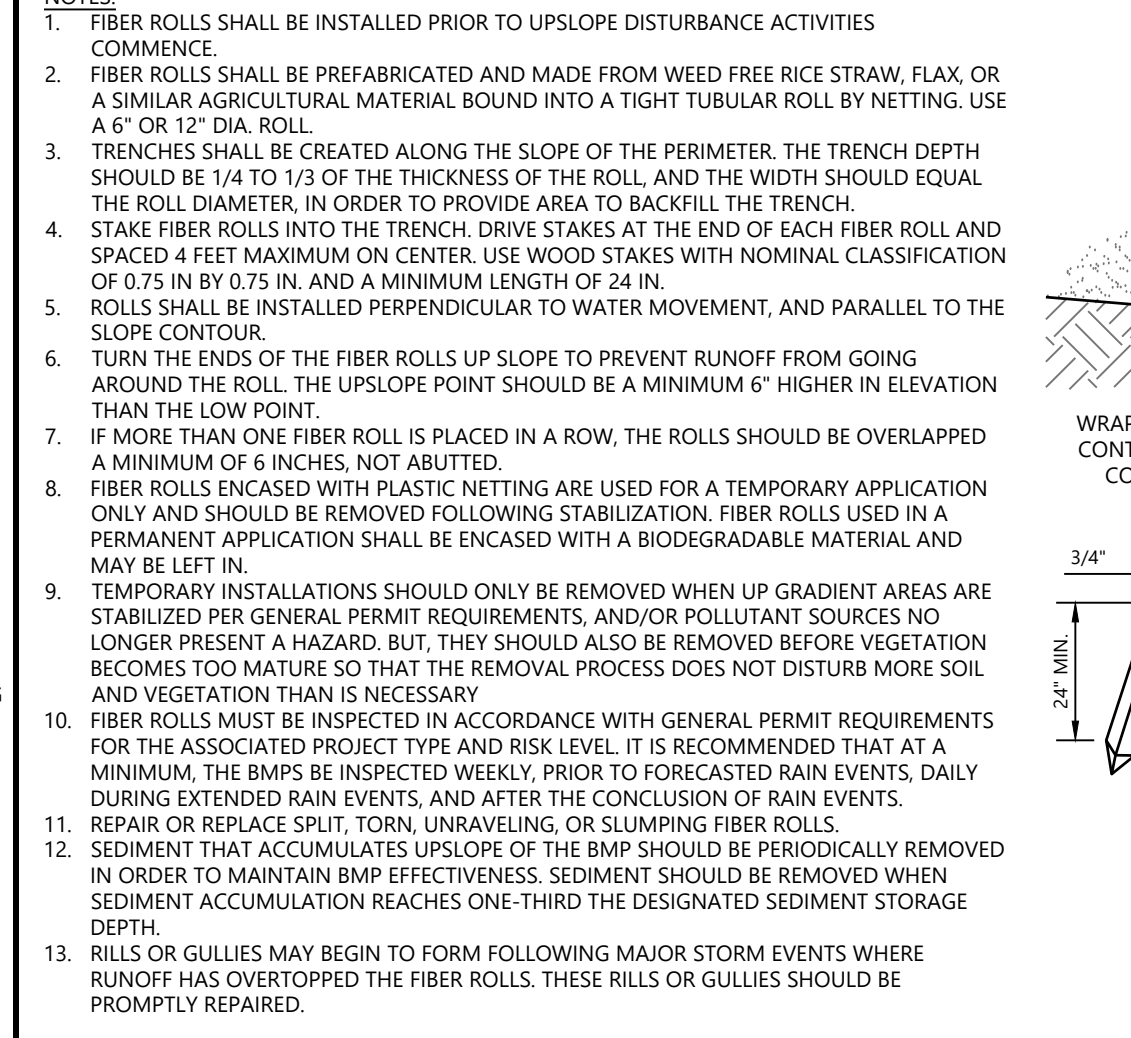 NOTES:
1. FIBER ROLLS SHALL BE INSTALLED PRIOR TO UPSLOPE DISTURBANCE ACTIVITIES
COMMENCE.
2. FIBER ROLLS SHALL BE PREFABRICATED AND MADE FROM WEED FREE RICE STRAW, FLAX, OR
A SIMILAR AGRICULTURAL MATERIAL BOUND INTO A TIGHT TUBULAR ROLL BY NETTING. USE
A 6" OR 12" DIA. ROLL.
3. TRENCHES SHALL BE CREATED ALONG THE SLOPE OF THE PERIMETER. THE TRENCH DEPTH
SHOULD BE 1/4 TO 1/3 OF THE THICKNESS OF THE ROLL, AND THE WIDTH SHOULD EQUAL
THE ROLL DIAMETER, IN ORDER TO PROVIDE AREA TO BACKFILL THE TRENCH.
4. STAKE FIBER ROLLS INTO THE TRENCH. DRIVE STAKES AT THE END OF EACH FIBER ROLL AND
SPACED 4 FEET MAXIMUM ON CENTER. USE WOOD STAKES WITH NOMINAL CLASSIFICATION
OF 0.75 IN BY 0.75 IN. AND A MINIMUM LENGTH OF 24 IN.
5. ROLLS SHALL BE INSTALLED PERPENDICULAR TO WATER MOVEMENT, AND PARALLEL TO THE
SLOPE CONTOUR.
6. TURN THE ENDS OF THE FIBER ROLLS UP SLOPE TO PREVENT RUNOFF FROM GOING
AROUND THE ROLL. THE UPSLOPE POINT SHOULD BE A MINIMUM 6" HIGHER IN ELEVATION
THAN THE LOW POINT.
7. IF MORE THAN ONE FIBER ROLL IS PLACED IN A ROW, THE ROLLS SHOULD BE OVERLAPPED
A MINIMUM OF 6 INCHES, NOT ABUTTED.
8. FIBER ROLLS ENCASED WITH PLASTIC NETTING ARE USED FOR A TEMPORARY APPLICATION
ONLY AND SHOULD BE REMOVED FOLLOWING STABILIZATION. FIBER ROLLS USED IN A
PERMANENT APPLICATION SHALL BE ENCASED WITH A BIODEGRADABLE MATERIAL AND
MAY BE LEFT IN.
9. TEMPORARY INSTALLATIONS SHOULD ONLY BE REMOVED WHEN UP GRADIENT AREAS ARE
STABILIZED PER GENERAL PERMIT REQUIREMENTS, AND/OR POLLUTANT SOURCES NO
LONGER PRESENT A HAZARD. BUT, THEY SHOULD ALSO BE REMOVED BEFORE VEGETATION
BECOMES TOO MATURE SO THAT THE REMOVAL PROCESS DOES NOT DISTURB MORE SOIL
AND VEGETATION THAN IS NECESSARY
10. FIBER ROLLS MUST BE INSPECTED IN ACCORDANCE WITH GENERAL PERMIT REQUIREMENTS
FOR THE ASSOCIATED PROJECT TYPE AND RISK LEVEL. IT IS RECOMMENDED THAT AT A
MINIMUM, THE BMPS BE INSPECTED WEEKLY, PRIOR TO FORECASTED RAIN EVENTS, DAILY
DURING EXTENDED RAIN EVENTS, AND AFTER THE CONCLUSION OF RAIN EVENTS.
11. REPAIR OR REPLACE SPLIT, TORN, UNRAVELING, OR SLUMPING FIBER ROLLS.
12. SEDIMENT THAT ACCUMULATES UPSLOPE OF THE BMP SHOULD BE PERIODICALLY REMOVED
IN ORDER TO MAINTAIN BMP EFFECTIVENESS. SEDIMENT SHOULD BE REMOVED WHEN
SEDIMENT ACCUMULATION REACHES ONE-THIRD THE DESIGNATED SEDIMENT STORAGE
DEPTH.
13. RILLS OR GULLIES MAY BEGIN TO FORM FOLLOWING MAJOR STORM EVENTS WHERE
RUNOFF HAS OVERTOPPED THE FIBER ROLLS. THESE RILLS OR GULLIES SHOULD BE
PROMPTLY REPAIRED.
3/4"
24" MIN.